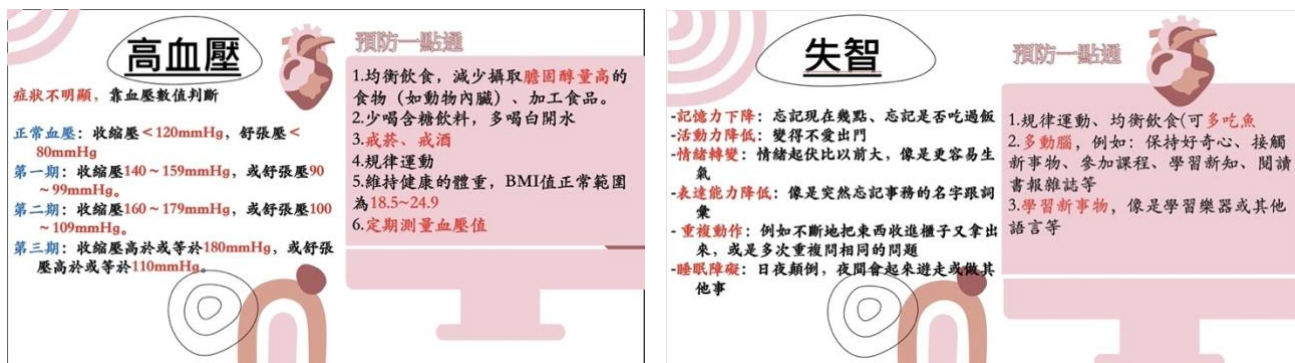 高血壓
症狀不明顯，靠血壓數值判斷
正常血壓：收縮壓＜120mmHg，舒張壓＜
80mmHg
第一期：收縮壓140～159mmHg，或舒張壓90
～99mmHg。
第二期：收縮壓160～179mmHg，或舒張壓100
～109mmHg。
第三期：收縮壓高於或等於180mmHg，或舒張
壓高於或等於110mmHg。
預防一點通
1.均衡飲食，減少攝取膽固醇量高的
食物（如動物內臟）、加工食品。
2.少喝含糖飲料，多喝白開水
3.戒菸、戒酒
4.規律運動
5.維持健康的體重，BMI值正常範圍
為18.5~24.9
6.定期測量血壓值
失智
-記憶力下降：忘記現在幾點、忘記是否吃過飯
-活動力降低：變得不愛出門
-情緒轉變：情緒起伏比以前大，像是更容易生
氣
-表達能力降低：像是突然忘記事務的名字跟詞
彙
-重複動作：例如不斷地把東西收進櫃子又拿出
來，或是多次重複問相同的問題
-睡眠障礙：日夜顛倒，夜間會起來遊走或做其
他事
預防一點通
1.規律運動、均衡飲食(可多吃魚
2.多動腦，例如：保持好奇心、接觸
新事物、參加課程、學習新知、閱讀
書報雜誌等
3.學習新事物，像是學習樂器或其他
語言等